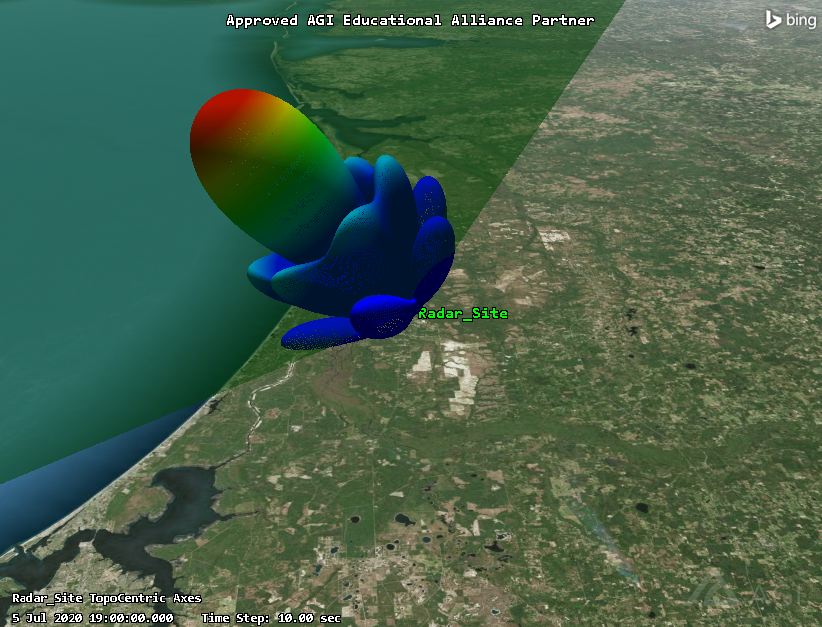 Approved AGI Educational Alliance Partner
bing
Radar_Site
AGI
Radar_Site TopoCentric Axes
5 Jul 2020 19:00:00.000 Time Step: 10.00 sec